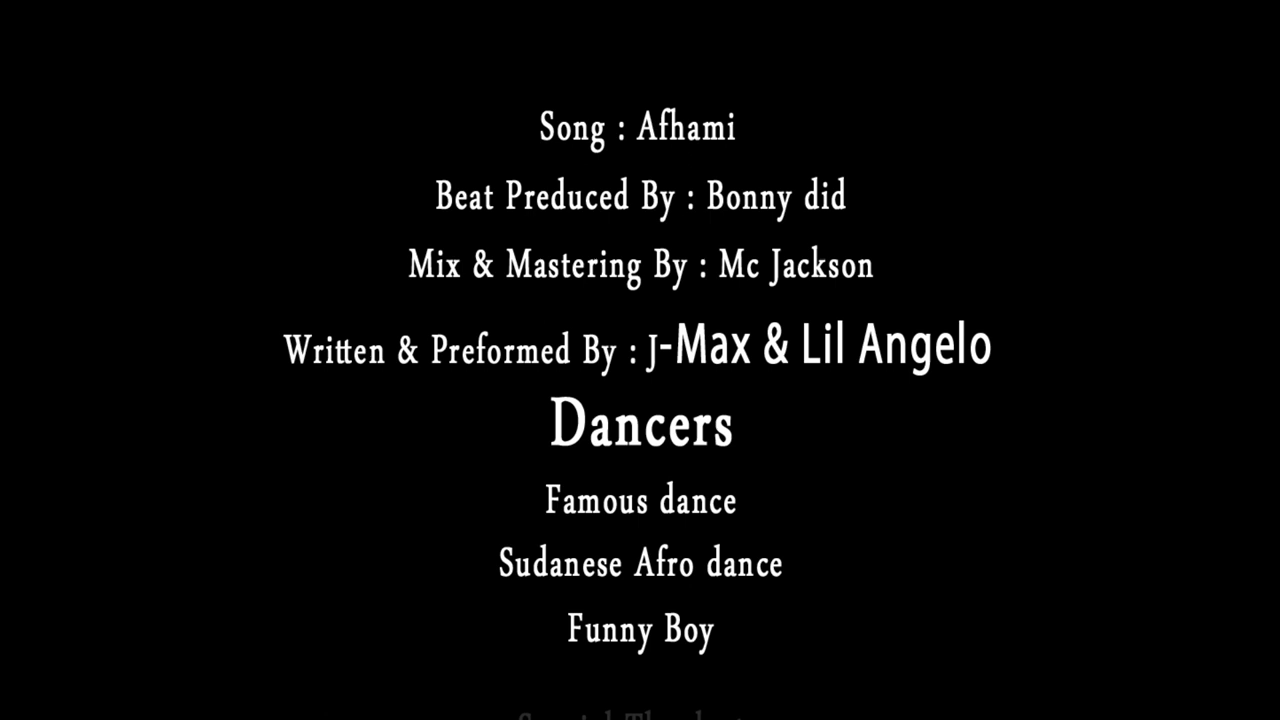 Song : Afhami
Beat Preduced By : Bonny did
Mix & Mastering By : Mc Jackson
Written & Preformed By : J-Max & Lil Angelo
Dancers
Famous dance
Sudanese Afro dance
Funny Boy